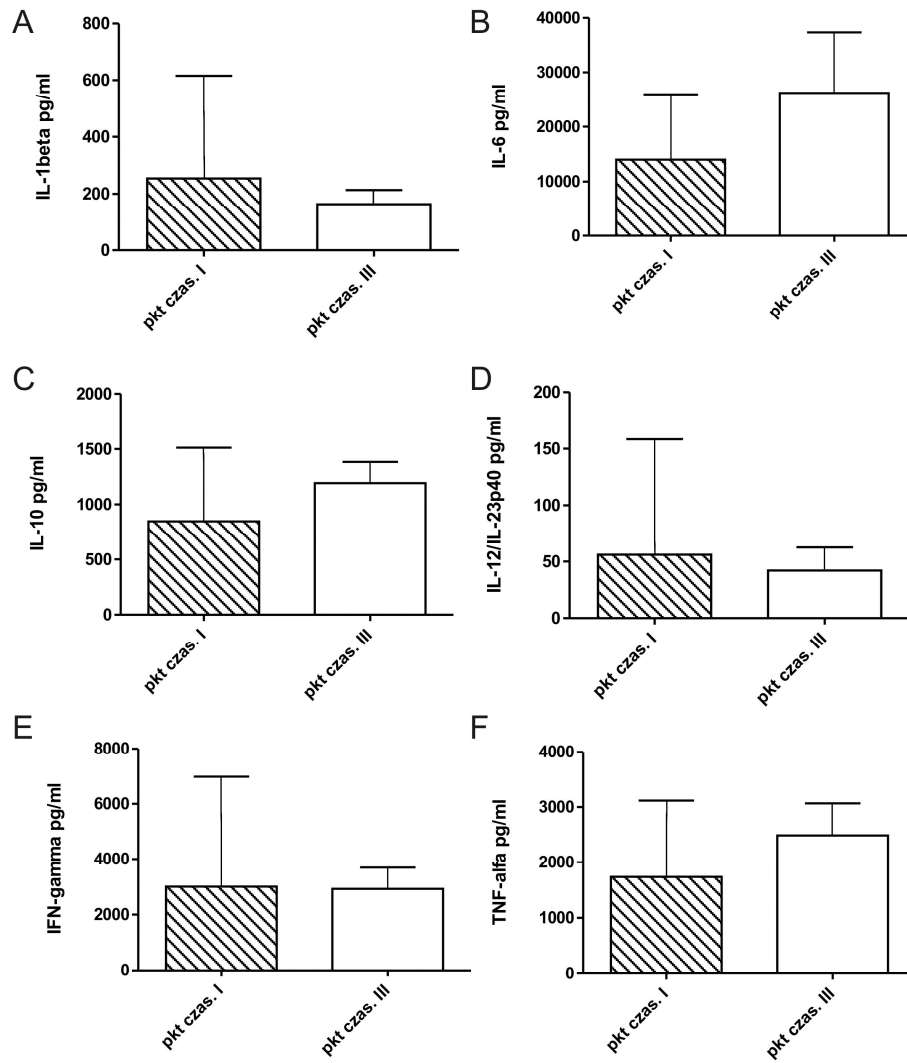 A
IL-1beta pg/ml
800
600
400
200
0
pkt czas. I
pkt czas. III
B
IL-6 pg/ml
40000
30000
20000
10000
0
pkt czas. I
pkt czas. III
C
IL-10 pg/ml
2000
1500
1000
500
0
pkt czas. I
pkt czas. III
D
IL-12/IL-23p40 pg/ml
200
150
100
50
0
pkt czas. I
pkt czas. III
E
IFN-gamma pg/ml
8000
6000
4000
2000
0
pkt czas. I
pkt czas. III
F
TNF-alfa pg/ml
4000
3000
2000
1000
0
pkt czas. I
pkt czas. III